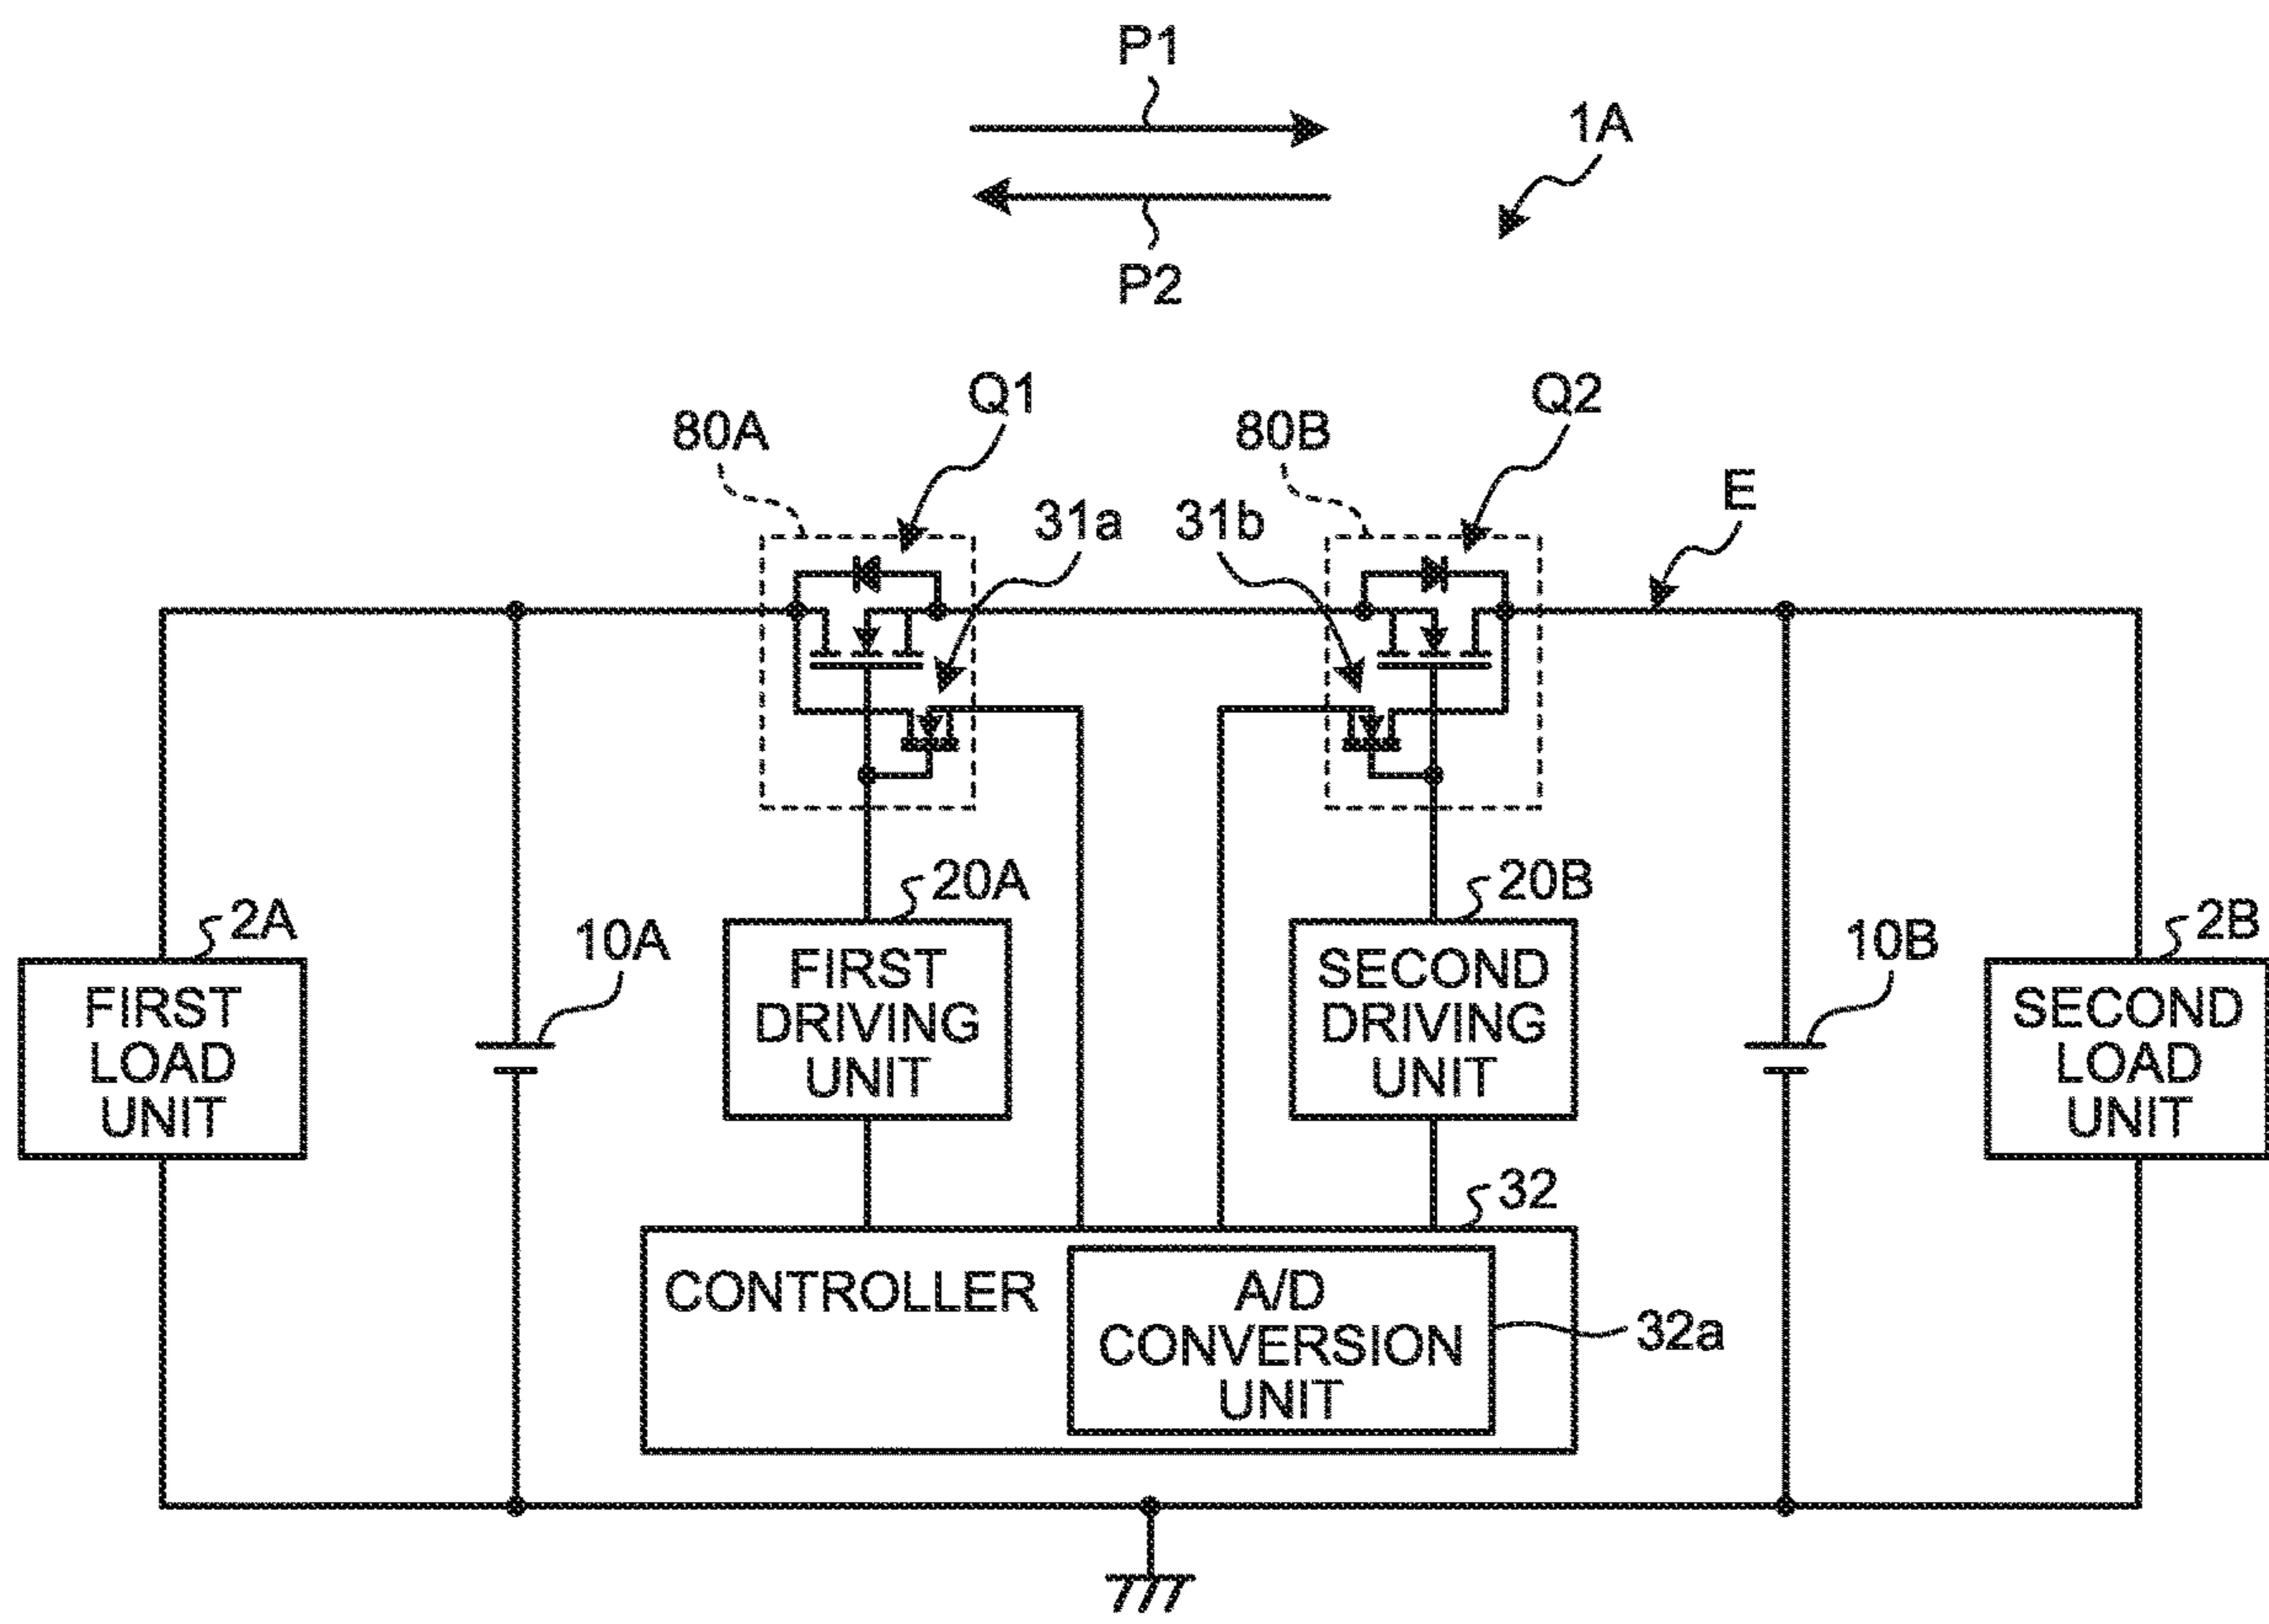 P1
1A
P2
Q1
Q2
80A
80B
E
31a
31b
20A
20B
2A
10A
10B
2B
FIRST
LOAD
UNIT
FIRST
DRIVING
UNIT
SECOND
DRIVING
UNIT
SECOND
LOAD
UNIT
32
CONTROLLER
A/D
CONVERSION
UNIT
32a